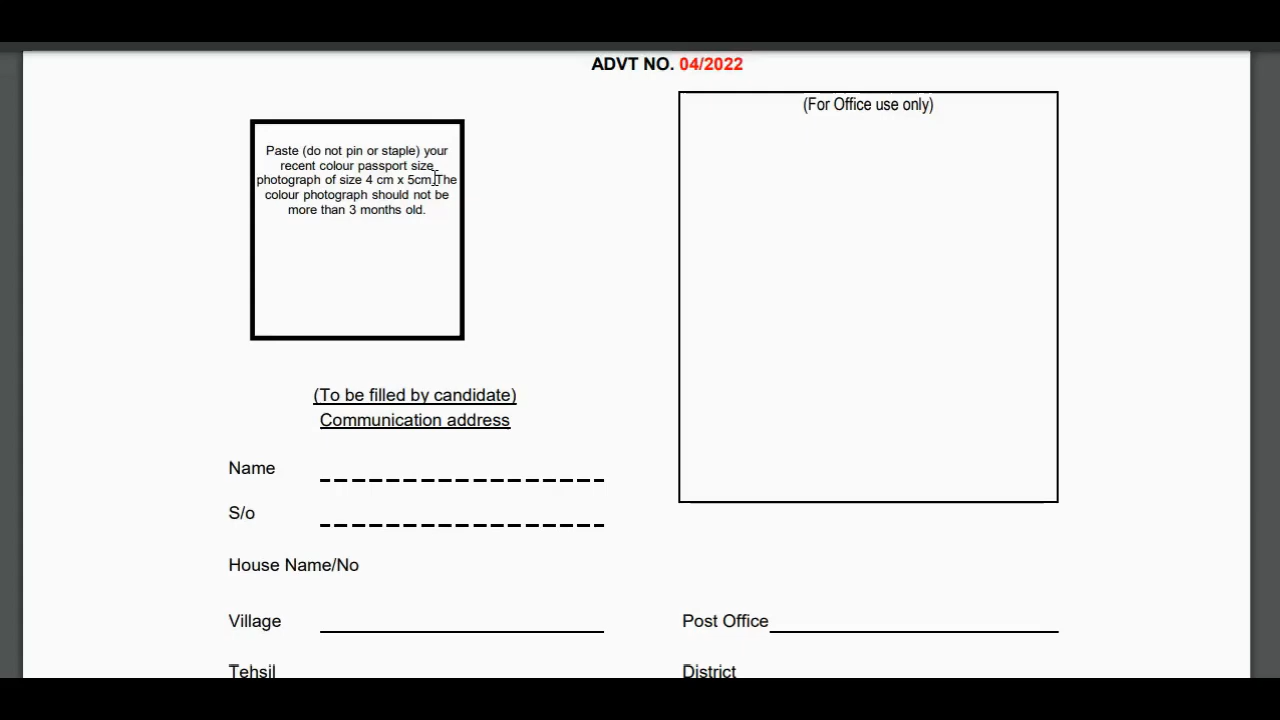 ADVT NO. 04/2022
(For Office use only)
Paste (do not pin or staple) your
recent colour passport size
photograph of size 4 cm x 5cm.The
colour photograph should not be
more than 3 months old.
(To be filled by candidate)
Communication address
Name
S/o
House Name/No
Village
Post Office
Tehsil
District